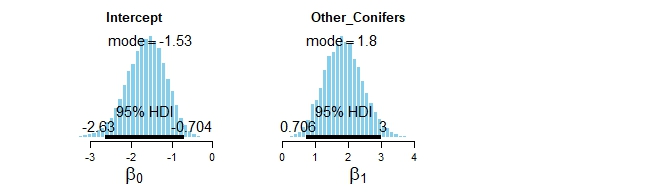 Intercept
mode = -1.53
95% HDI
-2.63 -0.704
-3 -2 -1 0
β0
Other_Conifers
mode = 1.8
95% HDI
0.706 3
0 1 2 3 4
β1